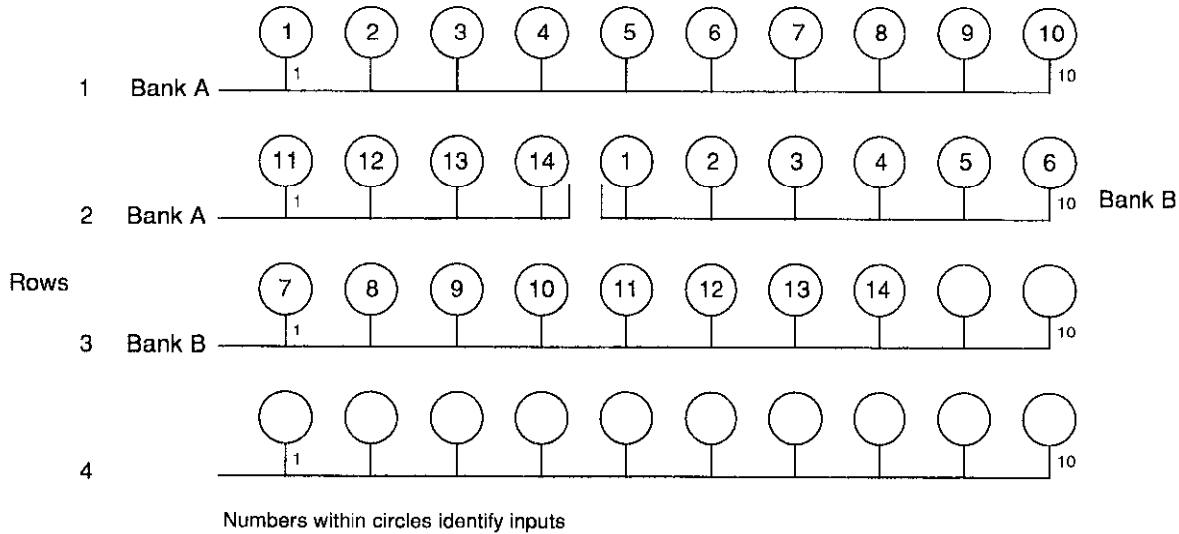 1 2 3 4 5 6 7 8 9 10
1 10
1 Bank A
11 12 13 14 1 2 3 4 5 6
1 10
2 Bank A Bank B
Rows
7 8 9 10 11 12 13 14
1 10
3 Bank B
1 10
4
Numbers within circles identify inputs